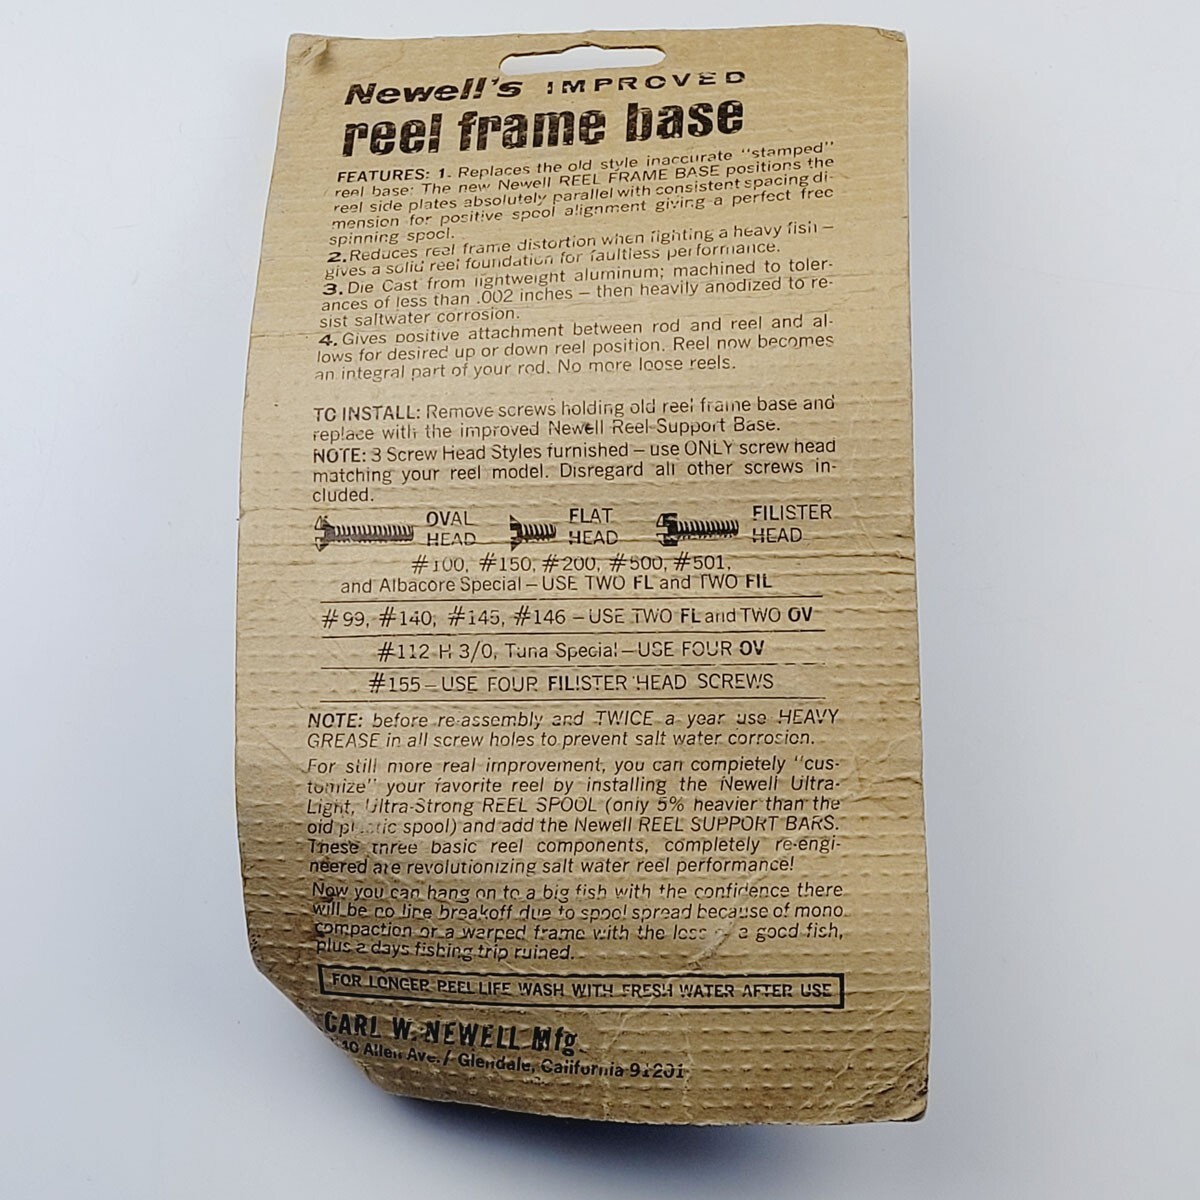 Newell's IMPROVED
reel frame base
FEATURES: 1. Replaces the old style inaccurate "stamped"
reel base: The new Newell REEL FRAME BASE positions the
reel side plates absolutely parallel with consistent spacing di-
mension for positive spool alignment giving a perfect free
spinning spool.
2. Reduces reel frame distortion when fighting a heavy fish –
gives a solid reel foundation for faultless performance.
3. Die Cast from lightweight aluminum; machined to toler-
ances of less than .002 inches – then heavily anodized to re-
sist saltwater corrosion.
4. Gives positive attachment between rod and reel and al-
lows for desired up or down reel position. Reel now becomes
an integral part of your rod. No more loose reels.
TO INSTALL: Remove screws holding old reel frame base and
replace with the improved Newell Reel Support Base.
NOTE: 3 Screw Head Styles furnished – use ONLY screw head
matching your reel model. Disregard all other screws in-
cluded.
OVAL HEAD FLAT HEAD FILISTER HEAD
#100, #150, #200, #500, #501,
and Albacore Special – USE TWO FL and TWO FIL
#99, #140, #145, #146 – USE TWO FL and TWO OV
#112 H 3/0, Tuna Special – USE FOUR OV
#155 – USE FOUR FILISTER HEAD SCREWS
NOTE: before re-assembly and TWICE a year use HEAVY
GREASE in all screw holes to prevent salt water corrosion.
For still more real improvement, you can completely "cus-
tomize" your favorite reel by installing the Newell Ultra-
Light, Ultra-Strong REEL SPOOL (only 5% heavier than the
old plastic spool) and add the Newell REEL SUPPORT BARS.
These three basic reel components, completely re-engi-
neered are revolutionizing salt water reel performance!
Now you can hang on to a big fish with the confidence there
will be no line breakoff due to spool spread because of mono
compaction or a warped frame with the loss a good fish,
plus a days fishing trip ruined.
FOR LONGER REEL LIFE WASH WITH FRESH WATER AFTER USE
CARL W. NEWELL Mfg.
Allen Ave. / Glendale, California 91201